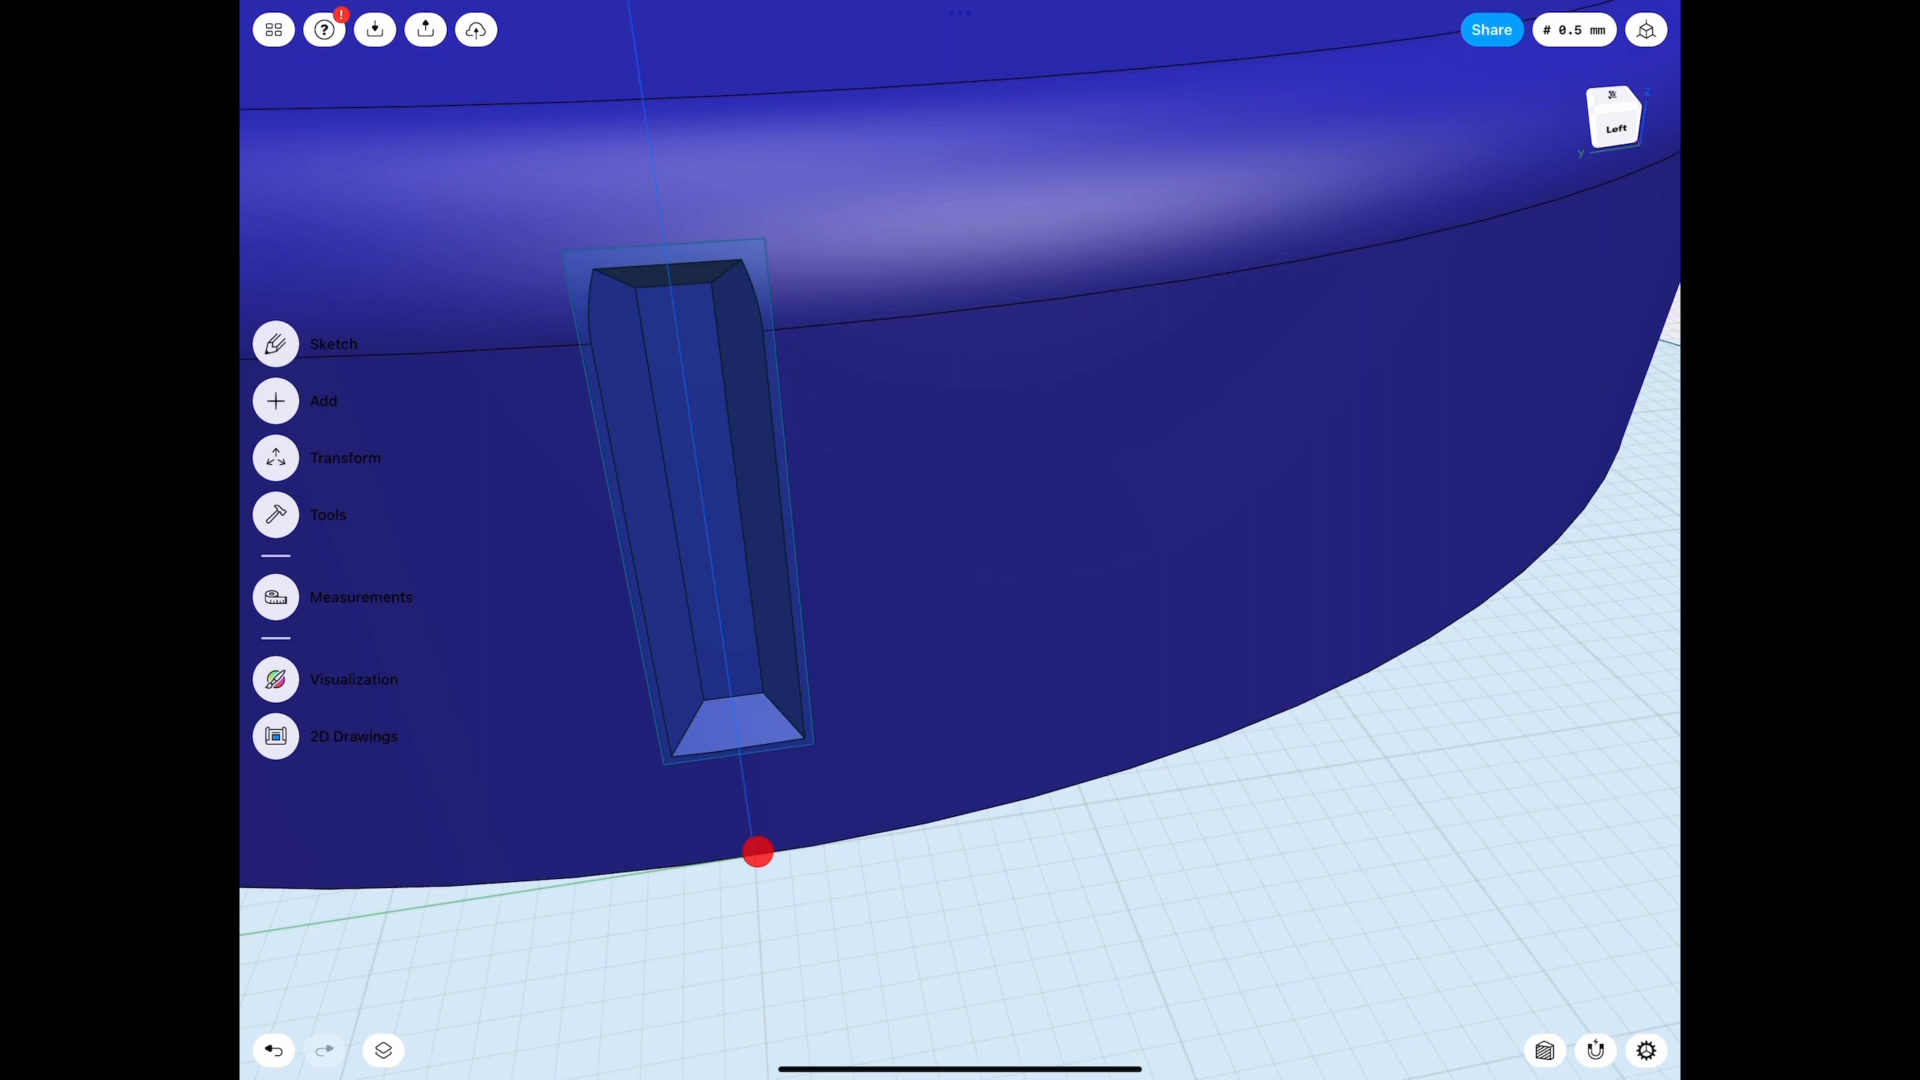 !
Share
# 0.5 mm
Z
Left
Y
Sketch
Add
Transform
Tools
Measurements
Visualization
2D Drawings